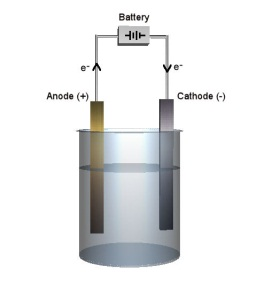 Battery
e⁻ e⁻
Anode (+) Cathode (-)